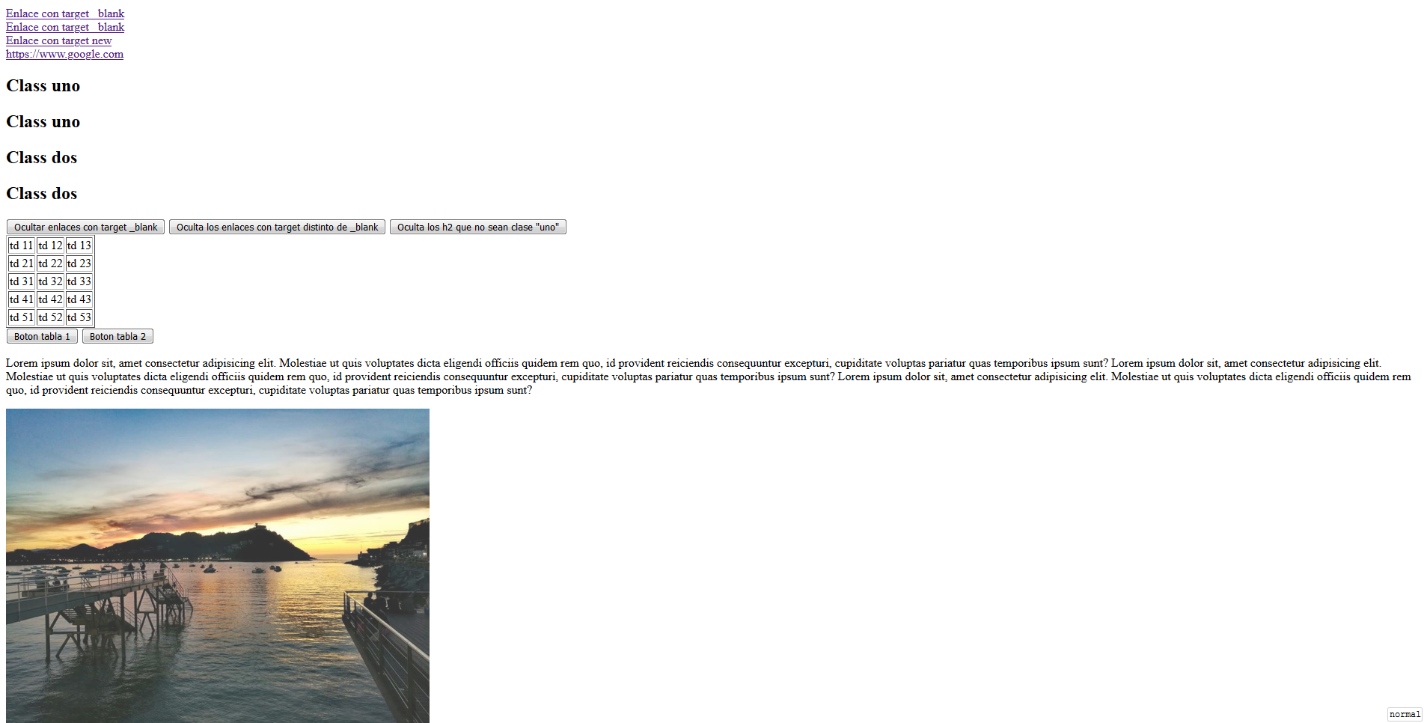 Enlace con target _blank
Enlace con target _blank
Enlace con target new
https://www.google.com
Class uno
Class uno
Class dos
Class dos
Ocultar enlaces con target _blank Oculta los enlaces con target distinto de _blank Oculta los h2 que no sean clase "uno"
td 11 td 12 td 13
td 21 td 22 td 23
td 31 td 32 td 33
td 41 td 42 td 43
td 51 td 52 td 53
Boton tabla 1 Boton tabla 2
Lorem ipsum dolor sit, amet consectetur adipisicing elit. Molestiae ut quis voluptates dicta eligendi officiis quidem rem quo, id provident reiciendis consequuntur excepturi, cupiditate voluptas pariatur quas temporibus ipsum sunt? Lorem ipsum dolor sit, amet consectetur adipisicing elit.
Molestiae ut quis voluptates dicta eligendi officiis quidem rem quo, id provident reiciendis consequuntur excepturi, cupiditate voluptas pariatur quas temporibus ipsum sunt? Lorem ipsum dolor sit, amet consectetur adipisicing elit. Molestiae ut quis voluptates dicta eligendi officiis quidem rem
quo, id provident reiciendis consequuntur excepturi, cupiditate voluptas pariatur quas temporibus ipsum sunt?
normal